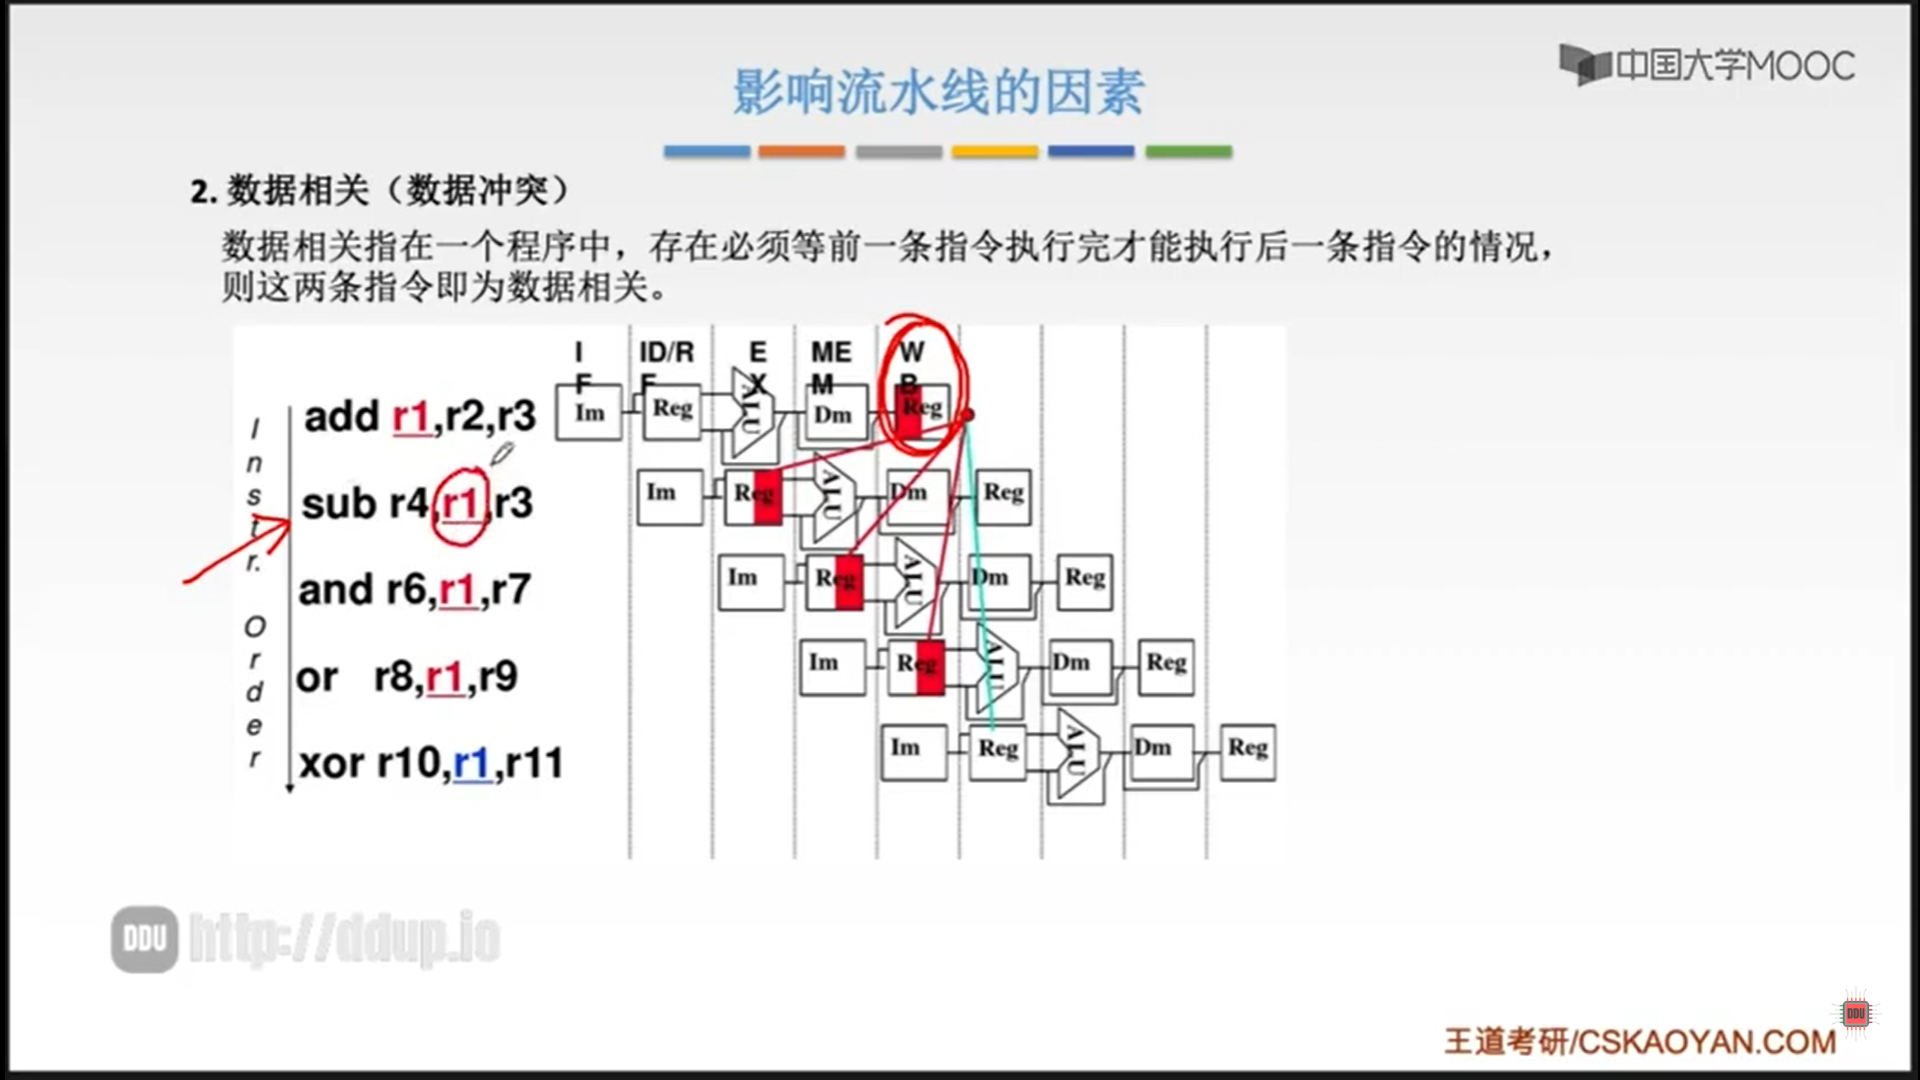 中国大学MOOC
影响流水线的因素
2. 数据相关（数据冲突）
数据相关指在一个程序中，存在必须等前一条指令执行完才能执行后一条指令的情况，
则这两条指令即为数据相关。
IF ID/RF EX MEM WB
Instr. Order
add r1,r2,r3
Im Reg ALU Dm Reg
sub r4,r1,r3
Im Reg ALU Dm Reg
and r6,r1,r7
Im Reg ALU Dm Reg
or r8,r1,r9
Im Reg ALU Dm Reg
xor r10,r1,r11
Im Reg ALU Dm Reg
DDU http://ddup.io
DDU
王道考研/CSKAOYAN.COM